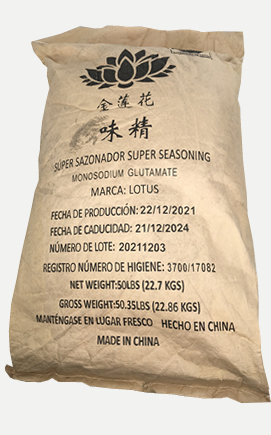 金莲花
味精
SUPER SAZONADOR SUPER SEASONING
MONOSODIUM GLUTAMATE
MARCA: LOTUS
FECHA DE PRODUCCIÓN: 22/12/2021
FECHA DE CADUCIDAD: 21/12/2024
NÚMERO DE LOTE: 20211203
REGISTRO NÚMERO DE HIGIENE: 3700/17082
NET WEIGHT:50LBS (22.7 KGS)
GROSS WEIGHT:50.35LBS (22.86 KGS)
MANTÉNGASE EN LUGAR FRESCO HECHO EN CHINA
MADE IN CHINA